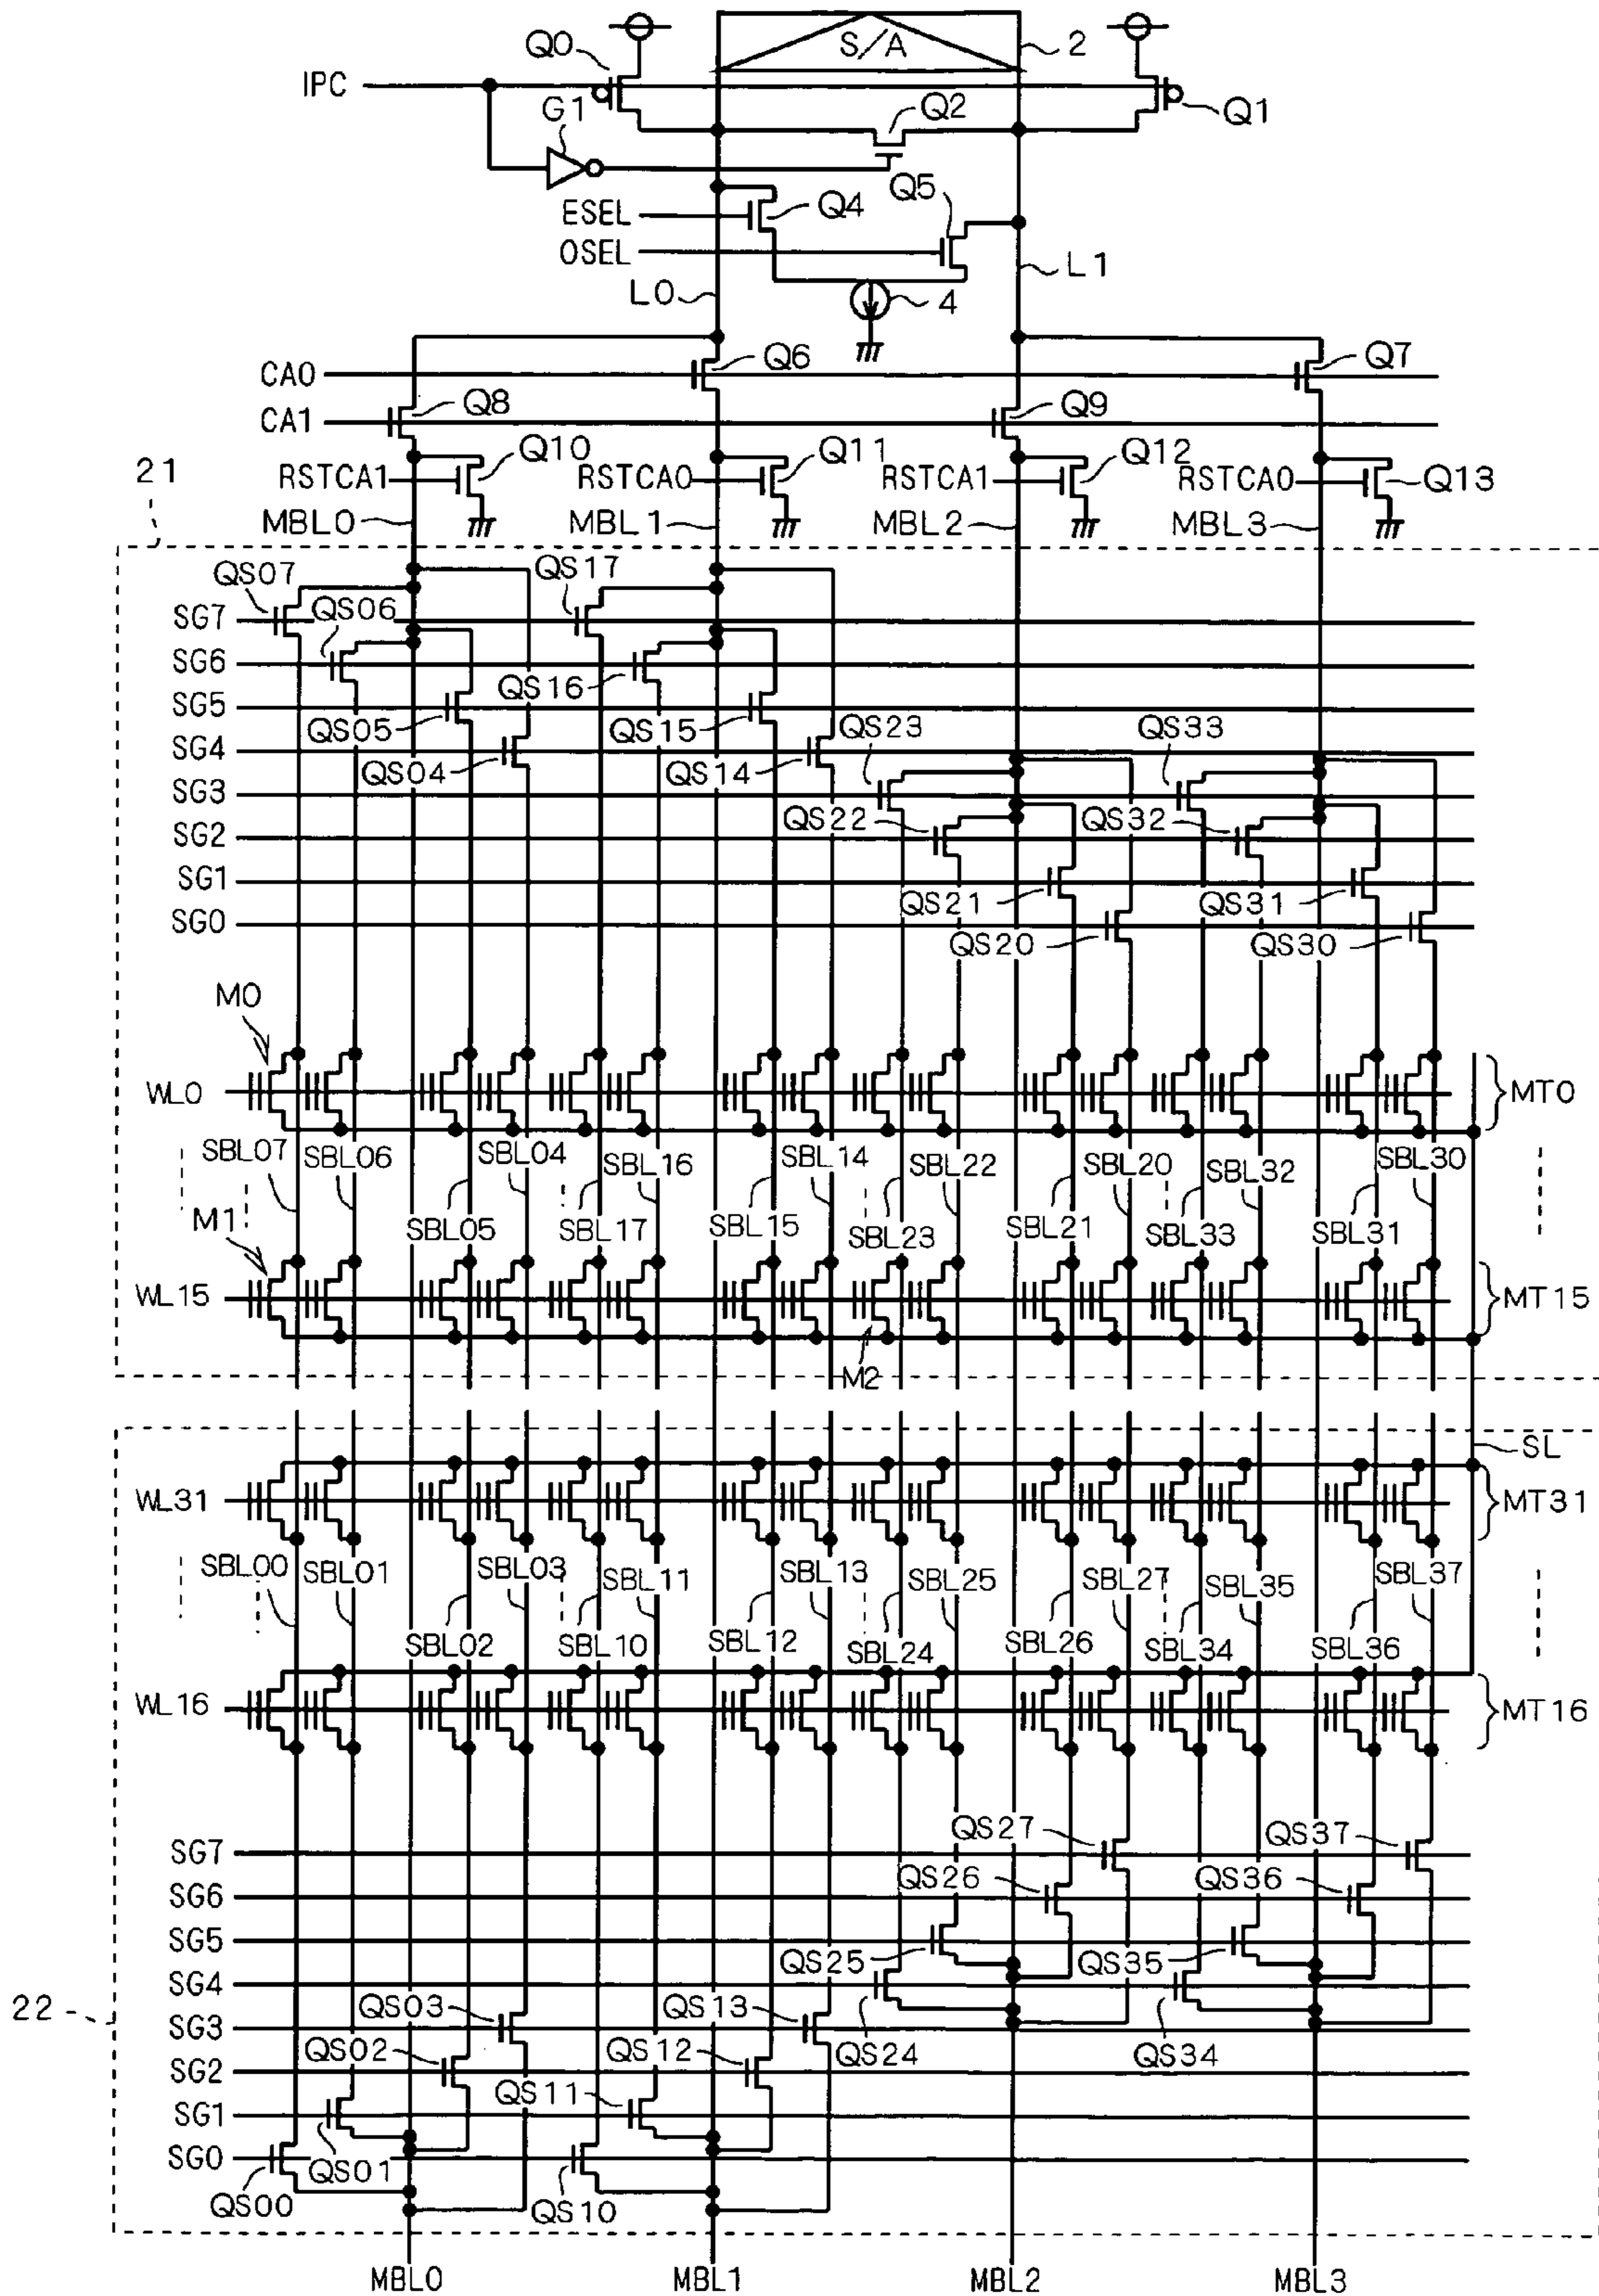 Q0 S/A 2
IPC G1 Q2 Q1
ESEL Q4 Q5
OSEL L1
L0 4
CA0 Q6 Q7
CA1 Q8 Q9
21 RSTCA1 Q10 RSTCA0 Q11 RSTCA1 Q12 RSTCA0 Q13
MBL0 MBL1 MBL2 MBL3
QS07 QS17
SG7 QS06
SG6 QS16
SG5 QS05 QS15 QS23 QS33
SG4 QS04 QS14
SG3 QS22 QS32
SG2
SG1 QS21 QS31
SG0 QS20 QS30
M0
WL0 MT0
SBL07 SBL06 SBL04 SBL16 SBL14 SBL22 SBL20 SBL32 SBL30
M1 SBL05 SBL17 SBL15 SBL23 SBL21 SBL33 SBL31
WL15 MT15
M2
SL
WL31 MT31
SBL00 SBL01 SBL03 SBL11 SBL13 SBL25 SBL27 SBL35 SBL37
SBL02 SBL10 SBL12 SBL24 SBL26 SBL34 SBL36
WL16 MT16
QS27 QS37
SG7
QS26 QS36
SG6
SG5 QS25 QS35
SG4
22 QS03 QS13
SG3 QS24 QS34
QS02 QS12
SG2
QS11
SG1
SG0 QS01
QS00 QS10
MBL0 MBL1 MBL2 MBL3